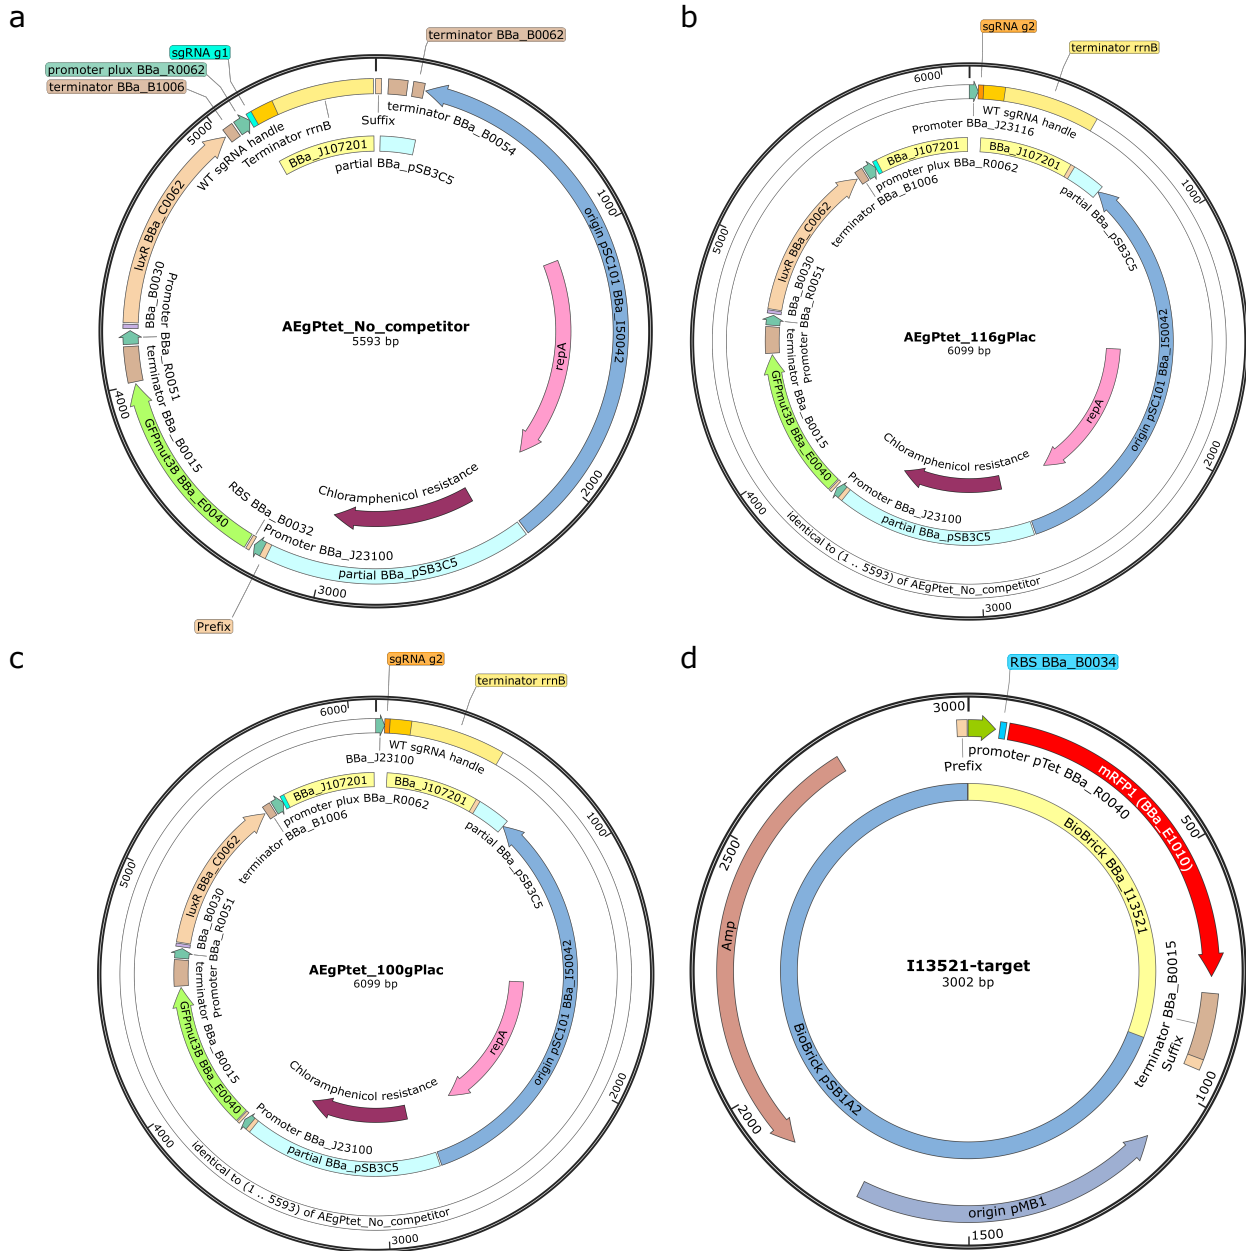 a
terminator BBa_B0062
sgRNA g1
promoter plux BBa_R0062
terminator BBa_B1006
terminator BBa_B0054
Suffix
WT sgRNA handle
Terminator rrnB
BBa_J107201
partial BBa_pSB3C5
5000
1000
luxR BBa_C0062
origin pSC101 BBa_I50042
BBa_B0030
Promoter BBa_R0051
AEgPtet_No_competitor
5593 bp
repA
4000
terminator BBa_B0015
GFPmut3B BBa_E0040
Chloramphenicol resistance
2000
RBS BBa_B0032
Promoter BBa_J23100
partial BBa_pSB3C5
3000
Prefix
b
sgRNA g2
terminator rrnB
6000
WT sgRNA handle
Promoter BBa_J23116
BBa_J107201
BBa_J107201
promoter plux BBa_R0062
terminator BBa_B1006
partial BBa_pSB3C5
1000
5000
luxR BBa_C0062
BBa_B0030
Promoter BBa_R0051
AEgPtet_116gPlac
6099 bp
origin pSC101 BBa_I50042
repA
terminator BBa_B0015
GFPmut3B BBa_E0040
Chloramphenicol resistance
2000
4000
Promoter BBa_J23100
partial BBa_pSB3C5
identical to (1 .. 5593) of AEgPtet_No_competitor
3000
c
sgRNA g2
terminator rrnB
6000
WT sgRNA handle
BBa_J23100
BBa_J107201
BBa_J107201
promoter plux BBa_R0062
terminator BBa_B1006
partial BBa_pSB3C5
1000
5000
luxR BBa_C0062
BBa_B0030
Promoter BBa_R0051
AEgPtet_100gPlac
6099 bp
origin pSC101 BBa_I50042
repA
terminator BBa_B0015
GFPmut3B BBa_E0040
Chloramphenicol resistance
2000
4000
Promoter BBa_J23100
partial BBa_pSB3C5
identical to (1 .. 5593) of AEgPtet_No_competitor
3000
d
RBS BBa_B0034
3000
Prefix
promoter pTet BBa_R0040
mRFP1 (BBa_E1010)
500
2500
BioBrick BBa_I13521
Amp
I13521-target
3002 bp
terminator BBa_B0015
Suffix
BioBrick pSB1A2
1000
2000
origin pMB1
1500